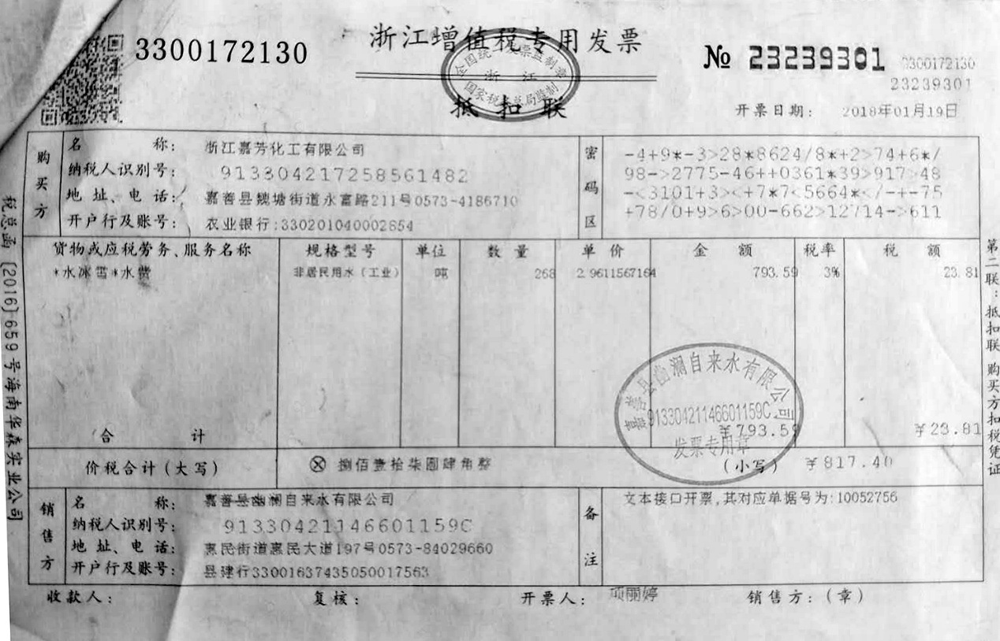 3300172130
浙江增值税专用发票
全国统一发票监制章
浙江
国家税务总局监制
抵扣联
№ 23239301
3300172130
23239301
开票日期: 2018年01月19日
购买方
名 称: 浙江嘉芳化工有限公司
纳税人识别号: 913304217258561482
地址、电话: 嘉善县魏塘街道永富路211号0573-4186710
开户行及账号: 农业银行:330201040002654
密码区
-4+9*-3>28*8624/8*+2>74+6*/
98->2775-46++0361*39>917>48
-<3101+3><+7*7<5664*</-+-75
+78/0+9>6>00-662>12714->611
货物或应税劳务、服务名称 规格型号 单位 数量 单价 金额 税率 税额
*水冰雪*水费 非居民用水(工业) 吨 268 2.9611567164 793.59 3% 23.81
合计 ¥793.59 ¥23.81
价税合计(大写) ⊗ 捌佰壹拾柒圆肆角整 (小写) ¥817.40
销售方
名 称: 嘉善县幽澜自来水有限公司
纳税人识别号: 91330421146601159C
地址、电话: 惠民街道惠民大道197号0573-84029660
开户行及账号: 县建行33001637435050017563
备注
文本接口开票,其对应单据号为:10052756
收款人: 复核: 开票人: 项丽婷 销售方:(章)
嘉善县幽澜自来水有限公司
91330421146601159C
发票专用章
税总函〔2016〕659号海南华森实业公司
第二联:抵扣联 购买方扣税凭证